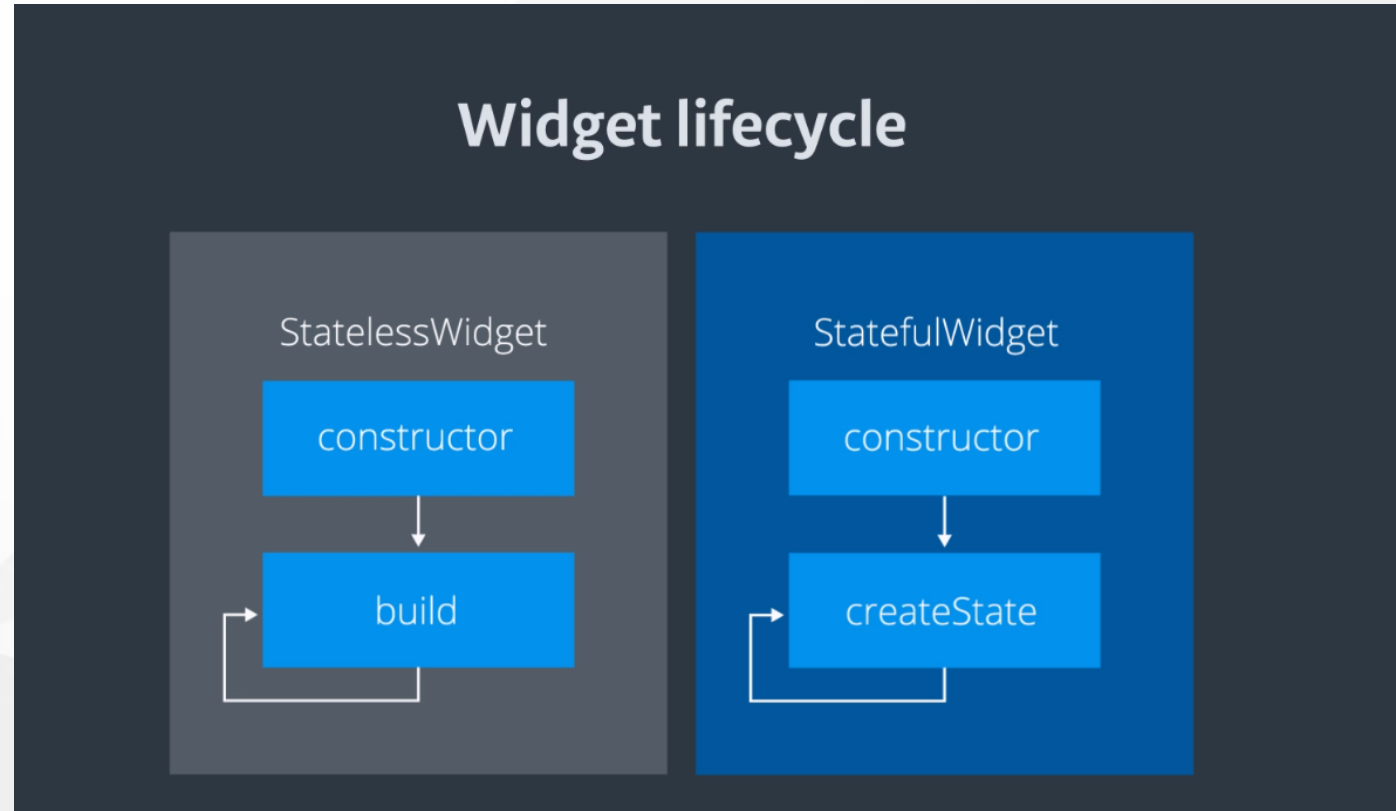 Widget lifecycle
StatelessWidget
constructor
build
StatefulWidget
constructor
createState